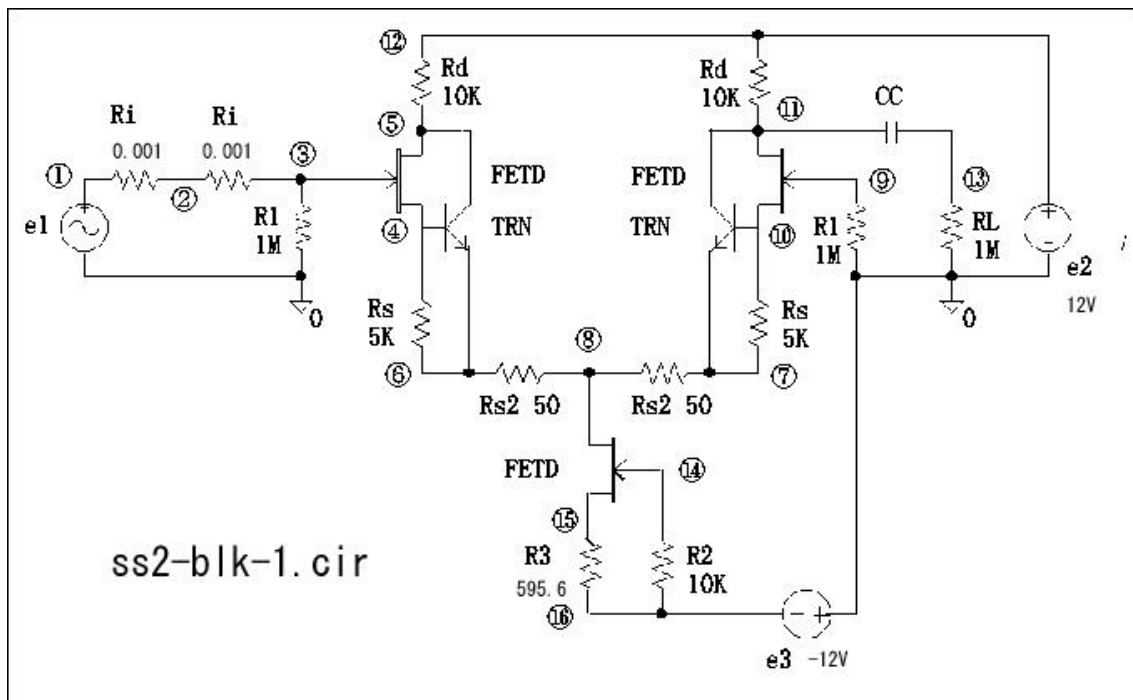 ⑫
Rd
10K
Rd
10K
⑪
CC
Ri
0.001
Ri
0.001
①
②
③
⑤
④
FETD
TRN
FETD
TRN
⑨
⑩
⑬
e1
R1
1M
0
R1
1M
RL
1M
0
e2
12V
Rs
5K
Rs
5K
⑥
⑧
⑦
Rs2 50
Rs2 50
FETD
⑭
⑮
R3
595.6
R2
10K
⑯
e3 -12V
ss2-blk-1.cir